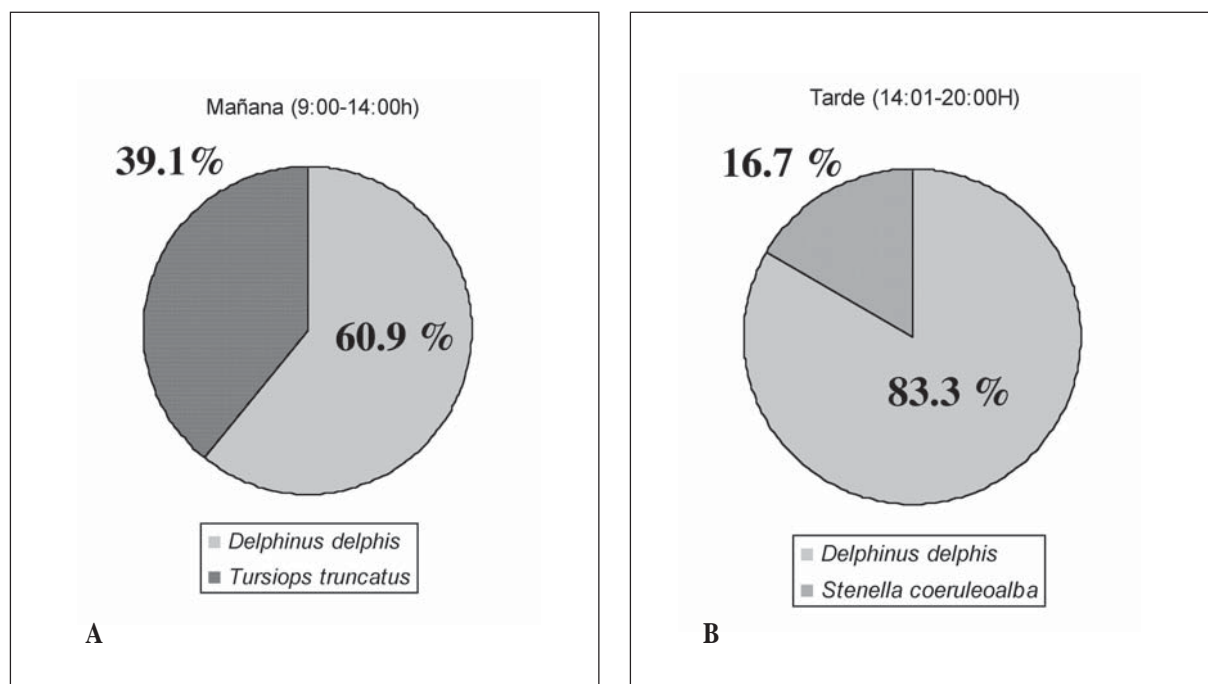 Mañana (9:00-14:00h)
39.1%
60.9 %
Delphinus delphis
Tursiops truncatus
A
Tarde (14:01-20:00H)
16.7 %
83.3 %
Delphinus delphis
Stenella coeruleoalba
B